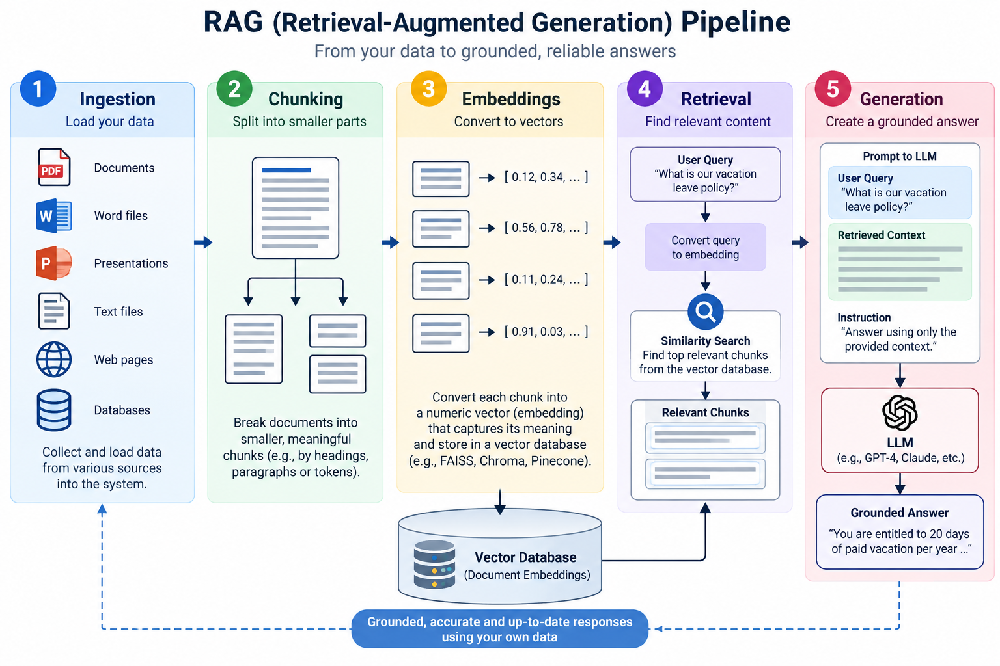 RAG (Retrieval-Augmented Generation) Pipeline
From your data to grounded, reliable answers
1
Ingestion
Load your data
PDF
Documents
W
Word files
P
Presentations
Text files
Web pages
Databases
Collect and load data
from various sources
into the system.
2
Chunking
Split into smaller parts
Break documents into
smaller, meaningful
chunks (e.g., by headings,
paragraphs or tokens).
3
Embeddings
Convert to vectors
[ 0.12, 0.34, ... ]
[ 0.56, 0.78, ... ]
[ 0.11, 0.24, ... ]
[ 0.91, 0.03, ... ]
Convert each chunk into
a numeric vector (embedding)
that captures its meaning
and store in a vector database
(e.g., FAISS, Chroma, Pinecone).
Vector Database
(Document Embeddings)
4
Retrieval
Find relevant content
User Query
“What is our vacation
leave policy?“
Convert query
to embedding
Similarity Search
Find top relevant chunks
from the vector database.
Relevant Chunks
5
Generation
Create a grounded answer
Prompt to LLM
User Query
“What is our vacation
leave policy?“
Retrieved Context
Instruction
“Answer using only the
provided context.”
LLM
(e.g., GPT-4, Claude, etc.)
Grounded Answer
“You are entitled to 20 days
of paid vacation per year ...”
Grounded, accurate and up-to-date responses
using your own data